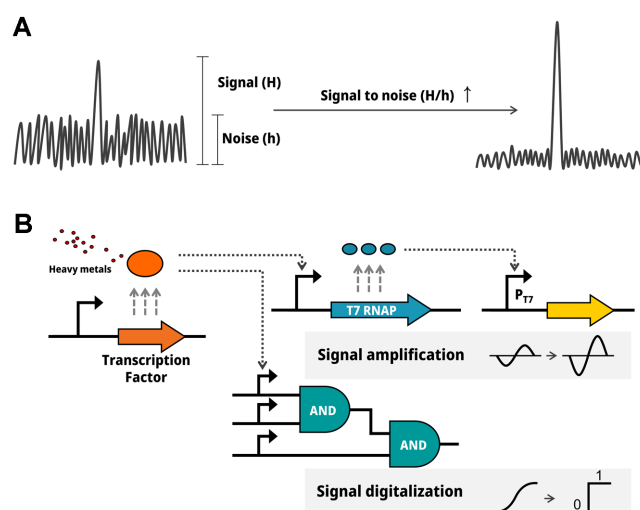 A
Signal (H)
Signal to noise (H/h) ↑
Noise (h)
B
Heavy metals
Transcription
Factor
T7 RNAP
PT7
Signal amplification
AND
AND
Signal digitalization
1
0